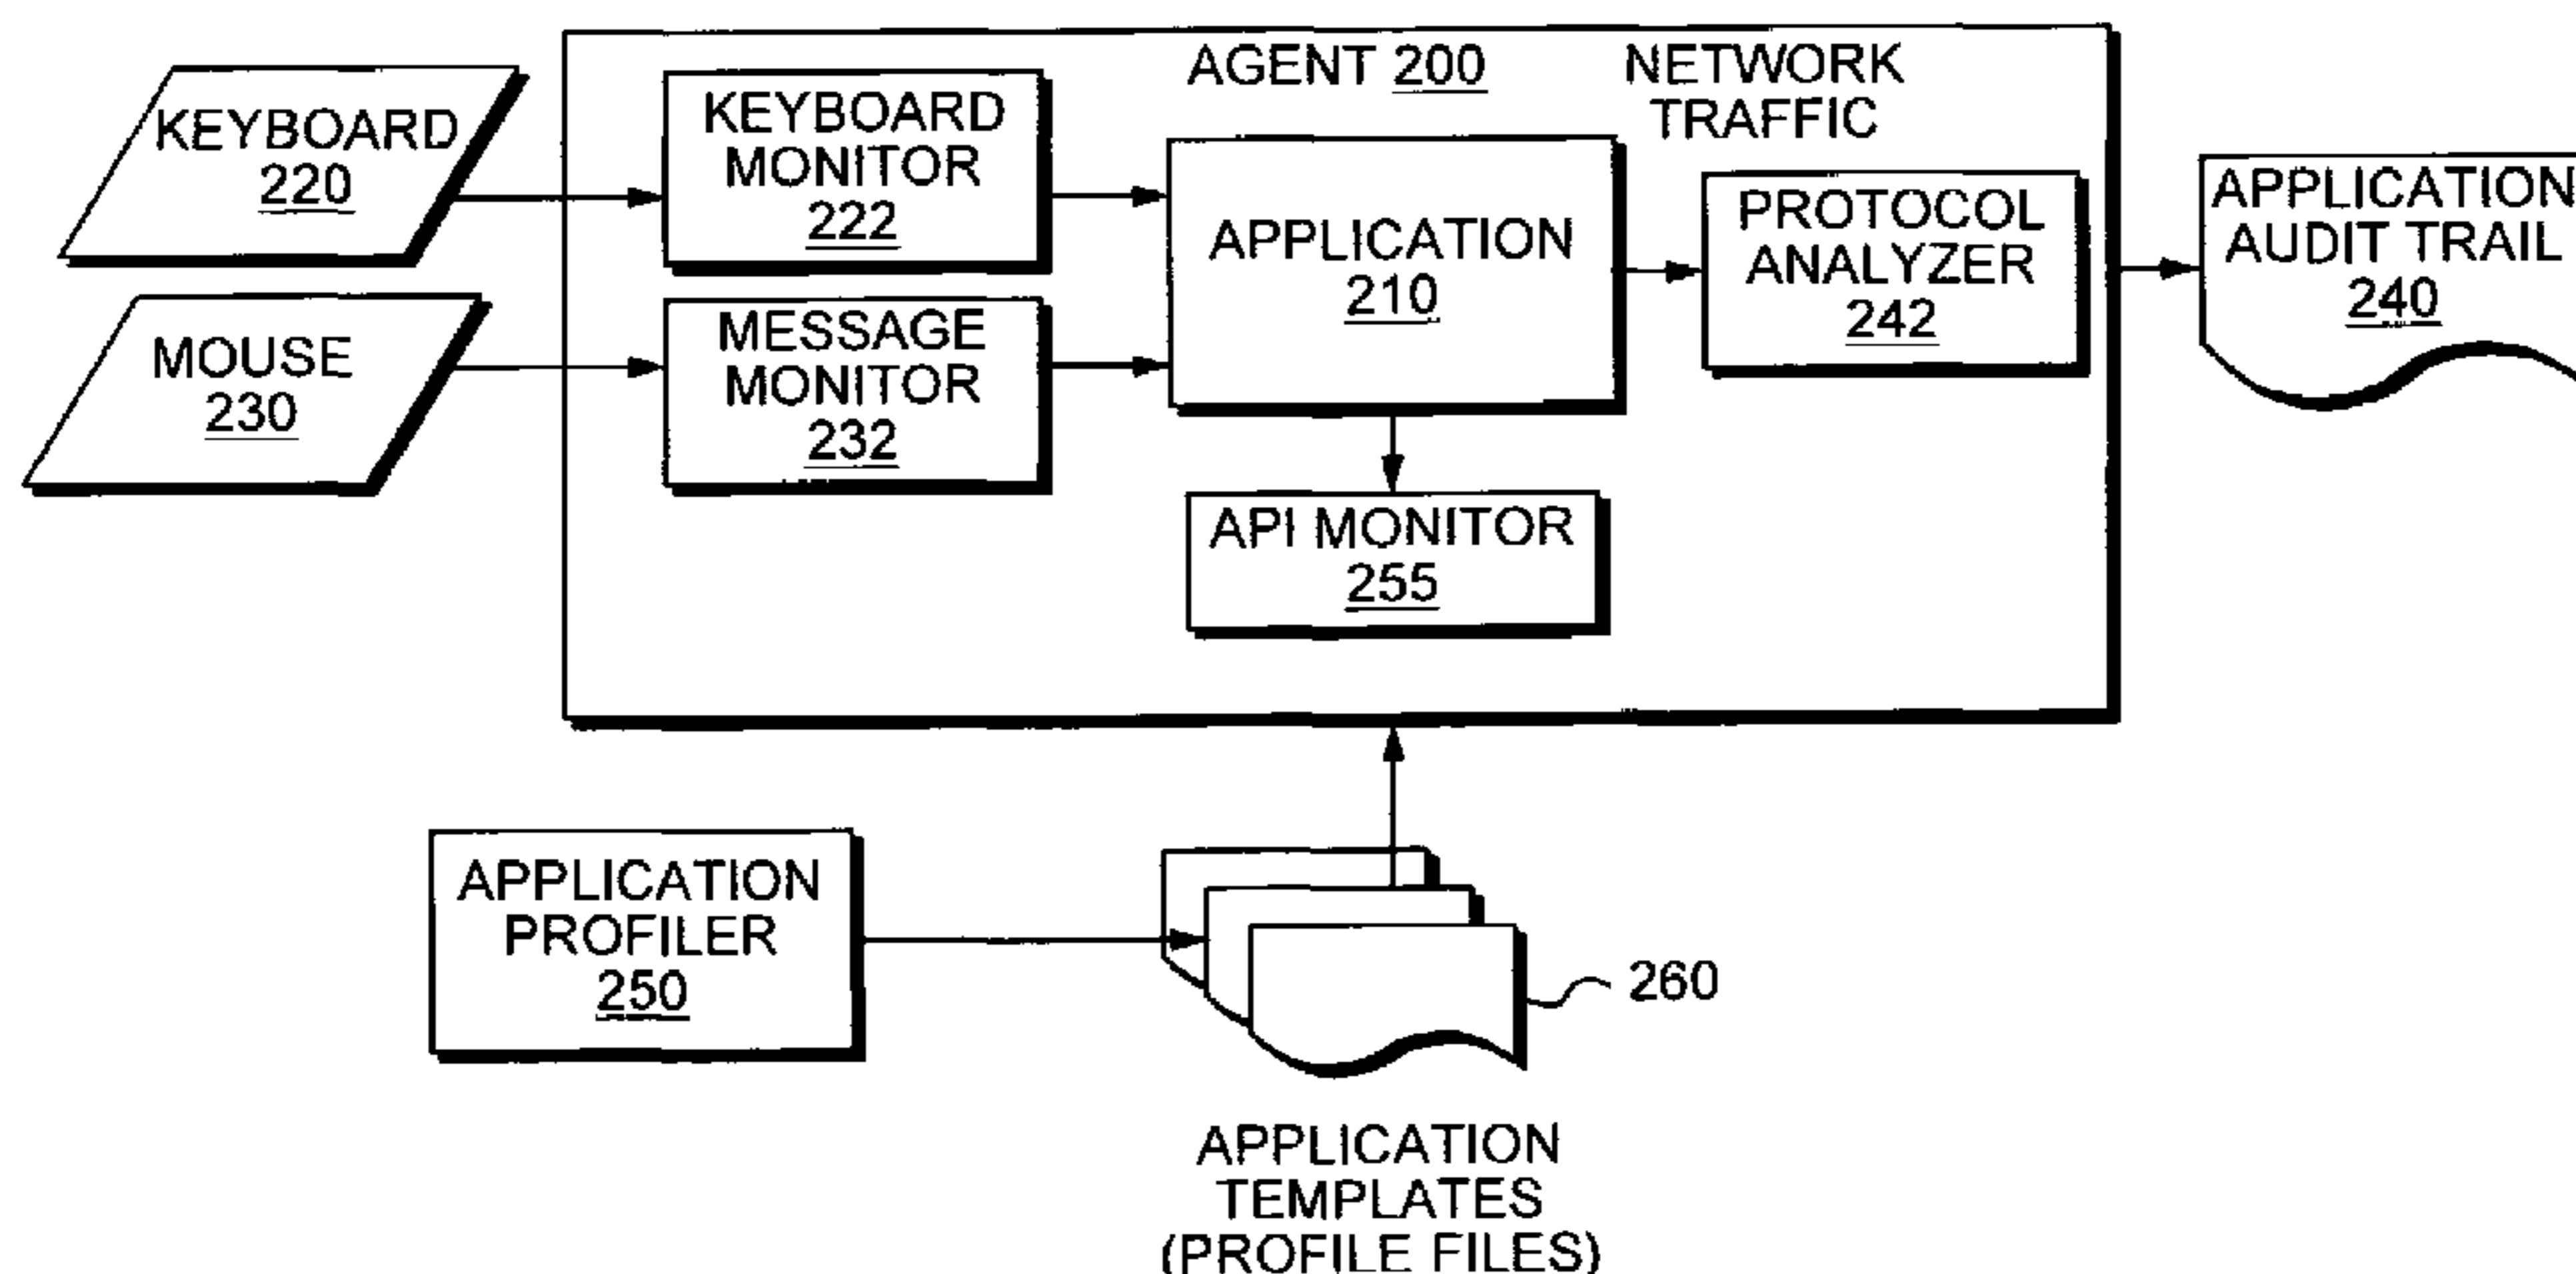 AGENT 200
NETWORK
TRAFFIC
KEYBOARD
220
KEYBOARD
MONITOR
222
MOUSE
230
MESSAGE
MONITOR
232
APPLICATION
210
PROTOCOL
ANALYZER
242
APPLICATION
AUDIT TRAIL
240
API MONITOR
255
APPLICATION
PROFILER
250
260
APPLICATION
TEMPLATES
(PROFILE FILES)